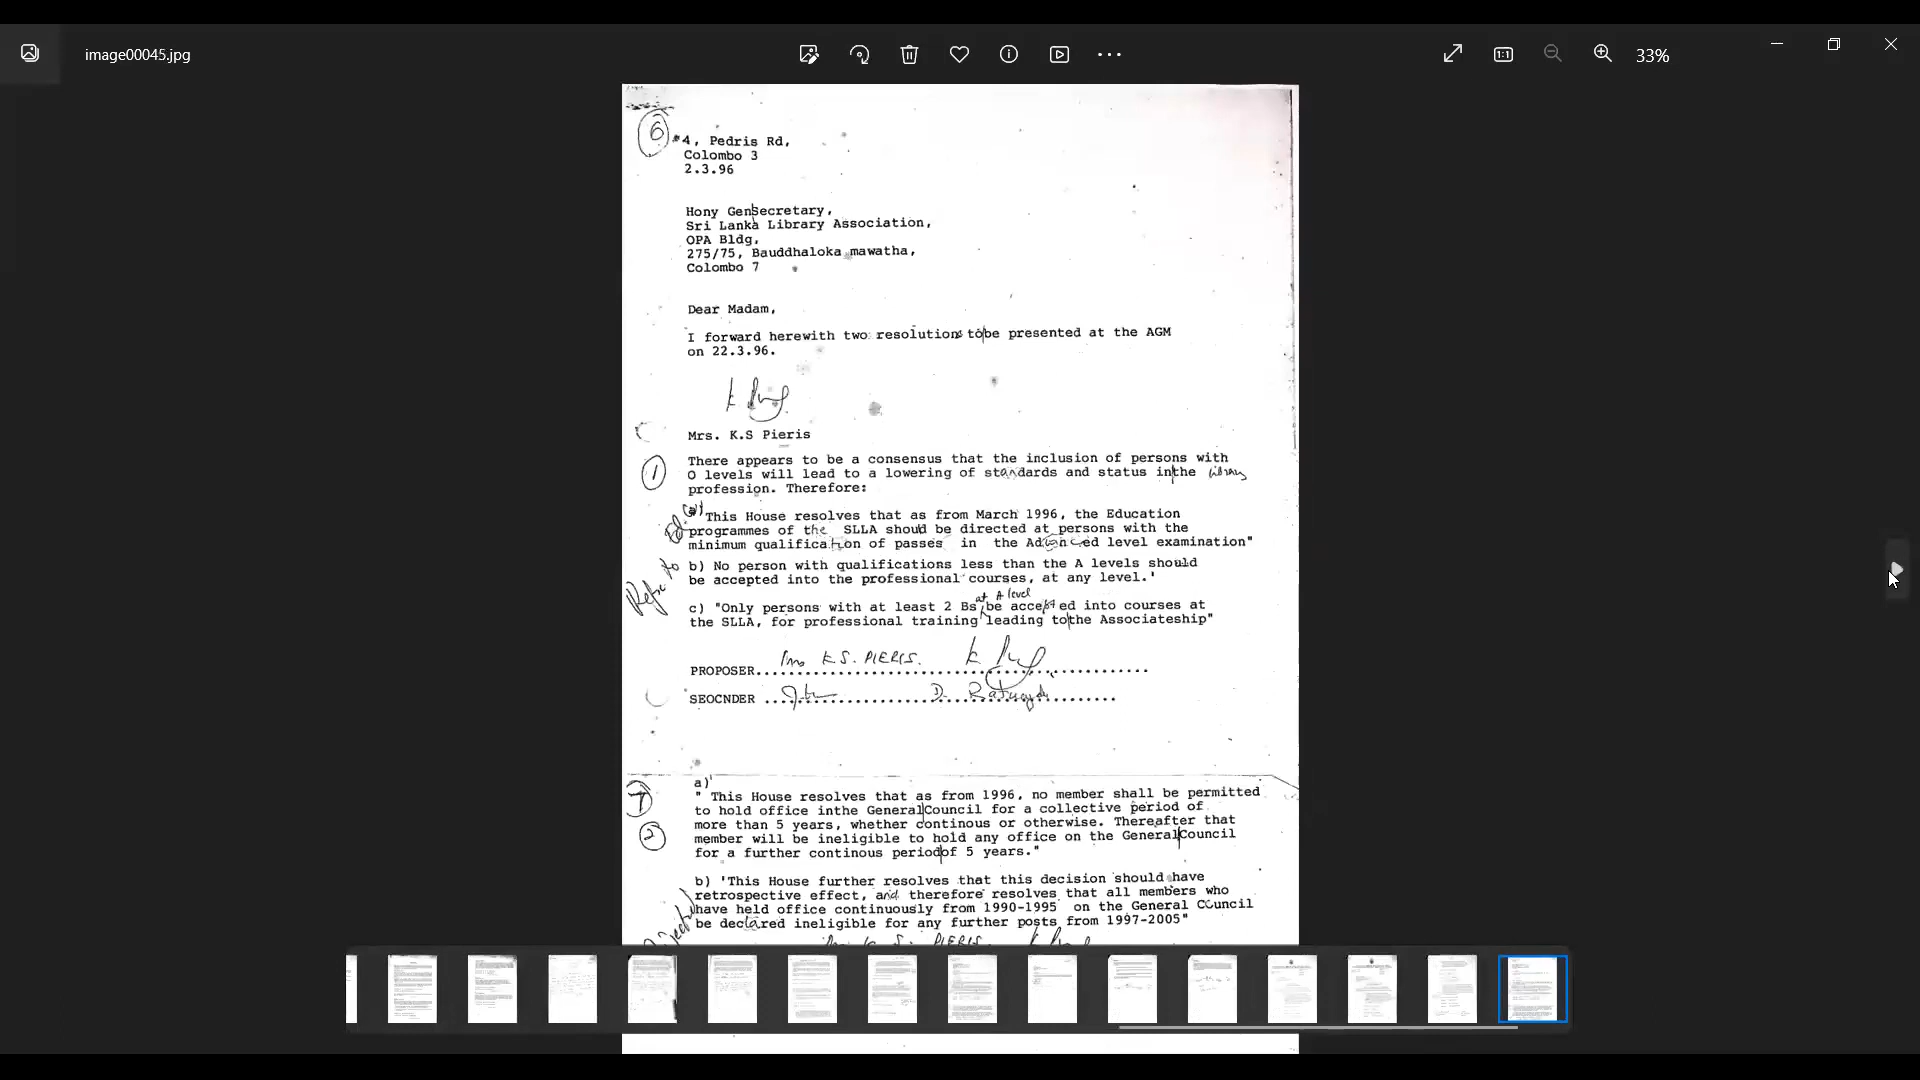 image00045.jpg
33%
6
4, Pedris Rd,
Colombo 3
2.3.96
Hony GenSecretary,
Sri Lanka Library Association,
OPA Bldg,
275/75, Bauddhaloka mawatha,
Colombo 7
Dear Madam,
I forward herewith two resolutions tobe presented at the AGM
on 22.3.96.
Mrs. K.S Pieris
1
There appears to be a consensus that the inclusion of persons with
O levels will lead to a lowering of standards and status inthe library
profession. Therefore:
(a)
"This House resolves that as from March 1996, the Education
programmes of the SLLA should be directed at persons with the
minimum qualification of passes in the Advanced level examination"
Refer to Ed.
b) No person with qualifications less than the A levels should
be accepted into the professional courses, at any level.'
at A level
c) "Only persons with at least 2 Bs be accepted into courses at
the SLLA, for professional training leading tothe Associateship"
PROPOSER.... Mrs K.S. PIERIS.
SEOCNDER .... D.
a)'
7
" This House resolves that as from 1996, no member shall be permitted
to hold office inthe GeneralCouncil for a collective period of
more than 5 years, whether continous or otherwise. Thereafter that
2
member will be ineligible to hold any office on the GeneralCouncil
for a further continous periodof 5 years."
b) 'This House further resolves that this decision should have
retrospective effect, and therefore resolves that all members who
have held office continuously from 1990-1995 on the General Council
be declared ineligible for any further posts from 1997-2005"
K. S. PIERIS.